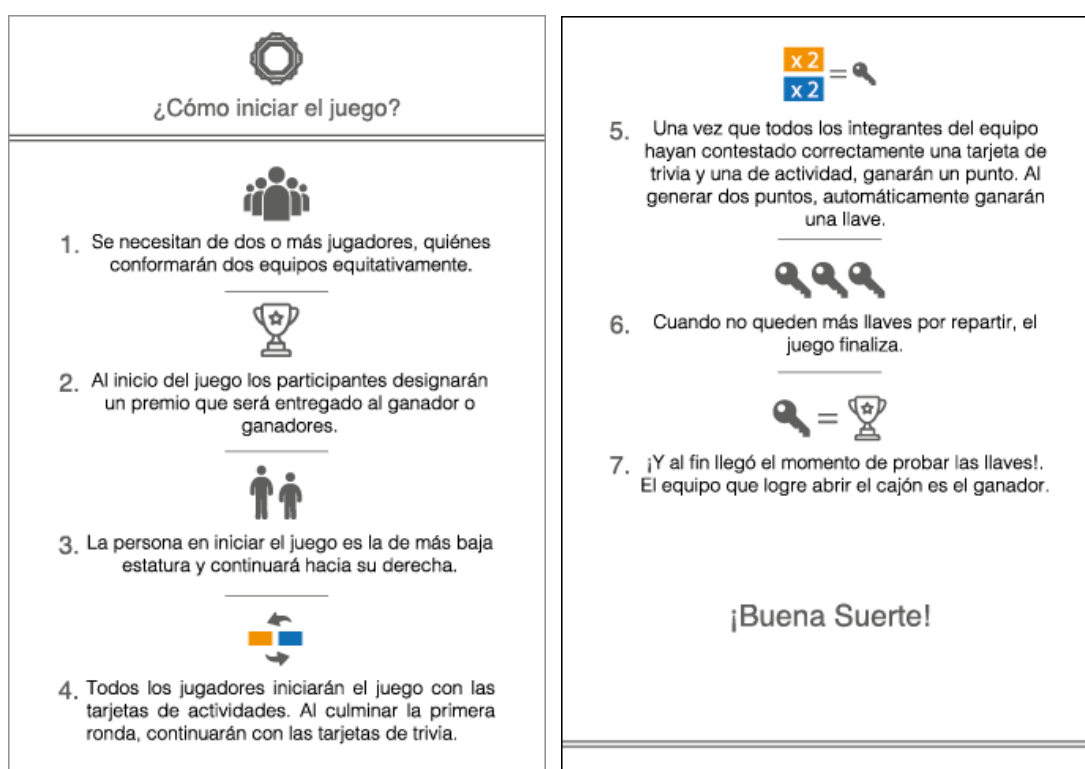 ¿Cómo iniciar el juego?
1. Se necesitan de dos o más jugadores, quiénes
conformarán dos equipos equitativamente.
2. Al inicio del juego los participantes designarán
un premio que será entregado al ganador o
ganadores.
3. La persona en iniciar el juego es la de más baja
estatura y continuará hacia su derecha.
4. Todos los jugadores iniciarán el juego con las
tarjetas de actividades. Al culminar la primera
ronda, continuarán con las tarjetas de trivia.
x 2
=
x 2
5. Una vez que todos los integrantes del equipo
hayan contestado correctamente una tarjeta de
trivia y una de actividad, ganarán un punto. Al
generar dos puntos, automáticamente ganarán
una llave.
6. Cuando no queden más llaves por repartir, el
juego finaliza.
=
7. ¡Y al fin llegó el momento de probar las llaves!.
El equipo que logre abrir el cajón es el ganador.
¡Buena Suerte!